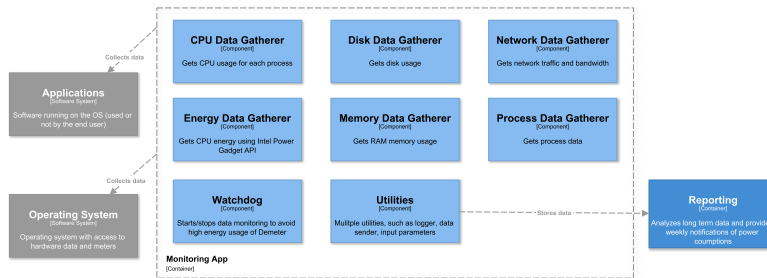 CPU Data Gatherer
[Component]
Gets CPU usage for each process
Disk Data Gatherer
[Component]
Gets disk usage
Network Data Gatherer
[Component]
Gets network traffic and bandwidth
Collects data
Applications
[Software System]
Software running on the OS (used or
not by the end user)
Energy Data Gatherer
[Component]
Gets CPU energy using Intel Power
Gadget API
Memory Data Gatherer
[Component]
Gets RAM memory usage
Process Data Gatherer
[Component]
Gets process data
Collects data
Operating System
[Software System]
Operating system with access to
hardware data and meters
Watchdog
[Component]
Starts/stops data monitoring to avoid
high energy usage of Demeter
Utilities
[Component]
Mulitple utilities, such as logger, data
sender, input parameters
Stores data
Reporting
[Container]
Analyzes long term data and provide
weekly notifications of power
coumptions
Monitoring App
[Container]